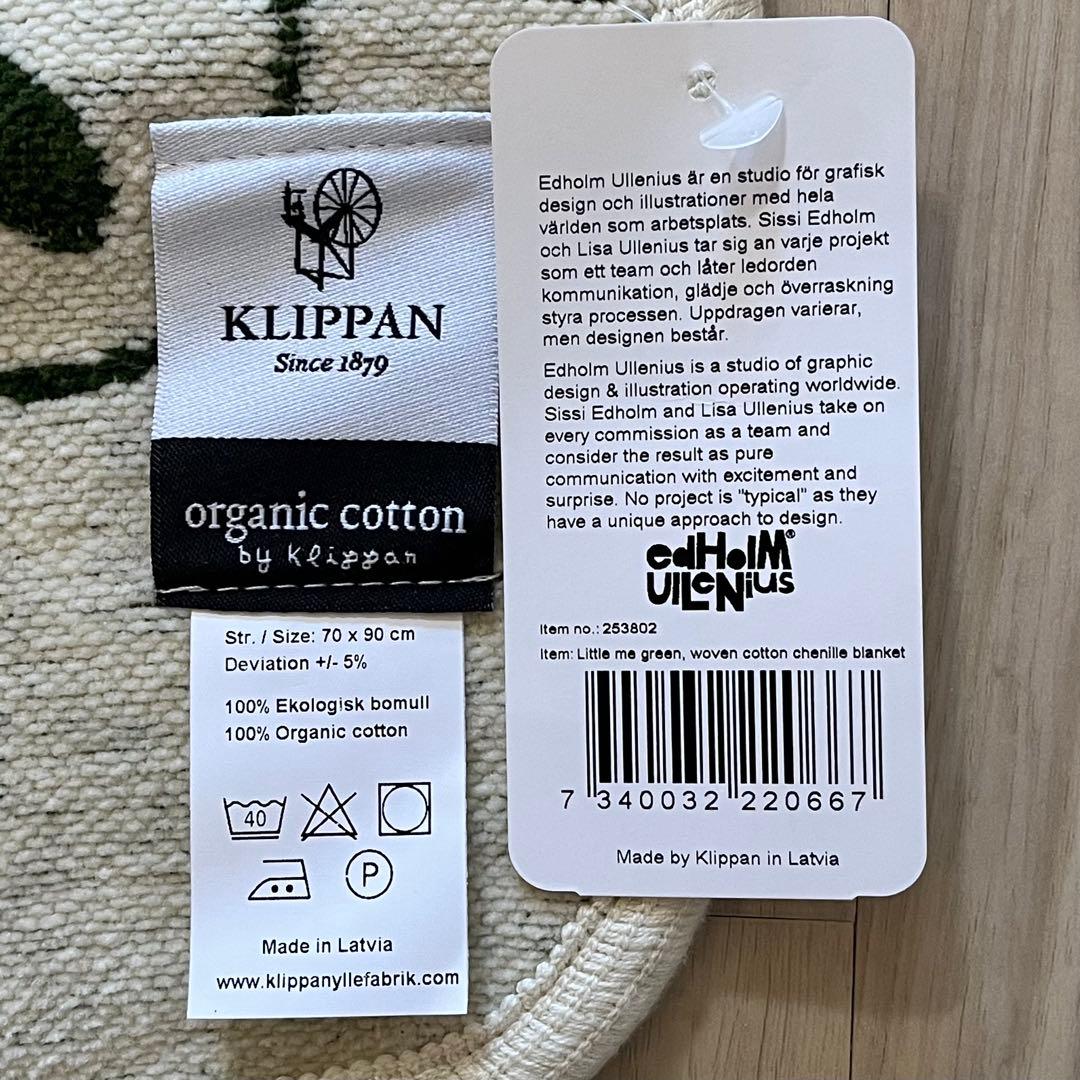 KLIPPAN
Since 1879
organic cotton
by klippan
Str. / Size: 70 x 90 cm
Deviation +/- 5%
100% Ekologisk bomull
100% Organic cotton
40
P
Made in Latvia
www.klippanyllefabrik.com
Edholm Ullenius är en studio för grafisk
design och illustrationer med hela
världen som arbetsplats. Sissi Edholm
och Lisa Ullenius tar sig an varje projekt
som ett team och låter ledorden
kommunikation, glädje och överraskning
styra processen. Uppdragen varierar,
men designen består.
Edholm Ullenius is a studio of graphic
design & illustration operating worldwide.
Sissi Edholm and Lisa Ullenius take on
every commission as a team and
consider the result as pure
communication with excitement and
surprise. No project is "typical" as they
have a unique approach to design.
edHolM®
UlleNius
Item no.: 253802
Item: Little me green, woven cotton chenille blanket
7 340032 220667
Made by Klippan in Latvia